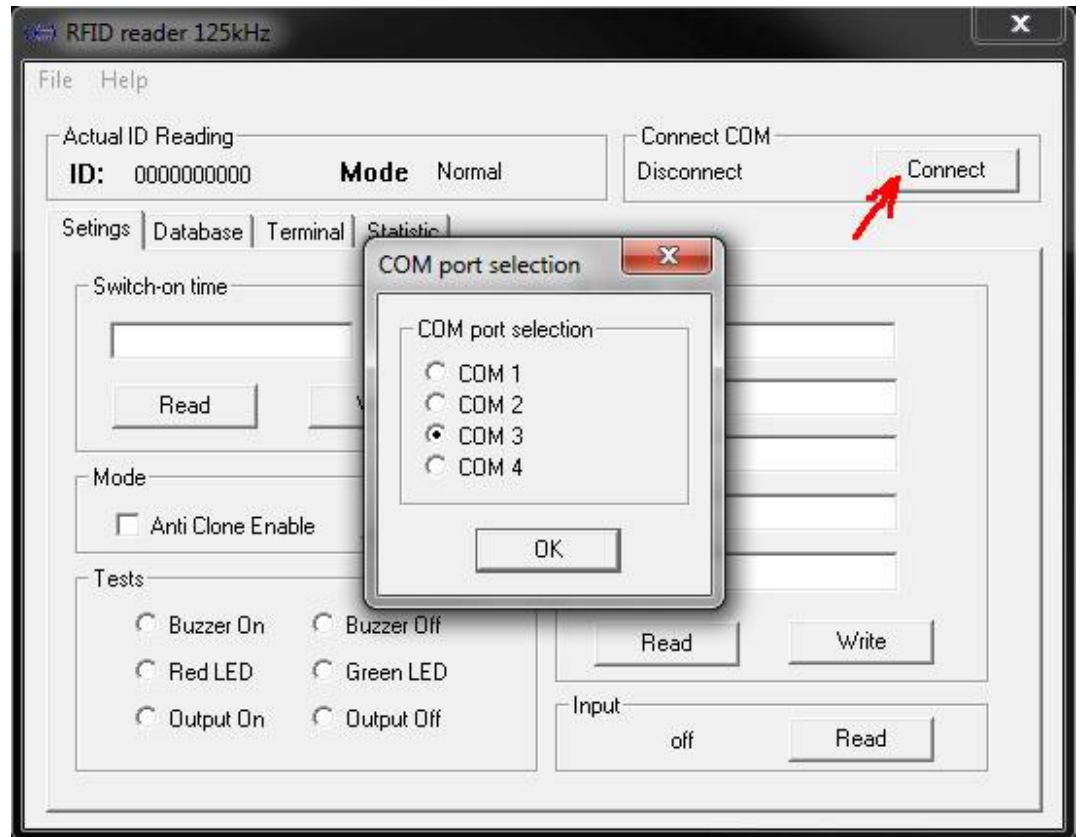 RFID reader 125kHz
File Help
Actual ID Reading
ID: 0000000000 Mode Normal
Connect COM
Disconnect Connect
Setings Database Terminal Statistic
Switch-on time
Read
Mode
Anti Clone Enable
Tests
Buzzer On Buzzer Off
Red LED Green LED
Output On Output Off
COM port selection
COM port selection
COM 1
COM 2
COM 3
COM 4
OK
Read Write
Input
off Read